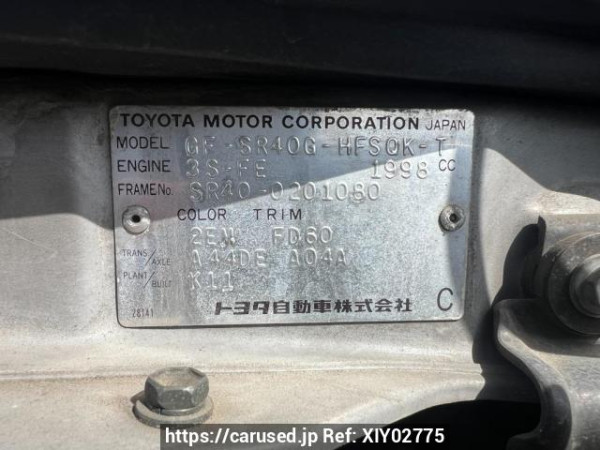 TOYOTA MOTOR CORPORATION JAPAN
MODEL GF-SR40G-HFSQK-T
ENGINE 3S-FE 1998 CC
FRAME No. SR40-0201080
COLOR TRIM
2EM FD60
TRANS/AXLE A44DE A04A
PLANT/BUILT K11
28141 トヨタ自動車株式会社 C
https://carused.jp Ref: XIY02775